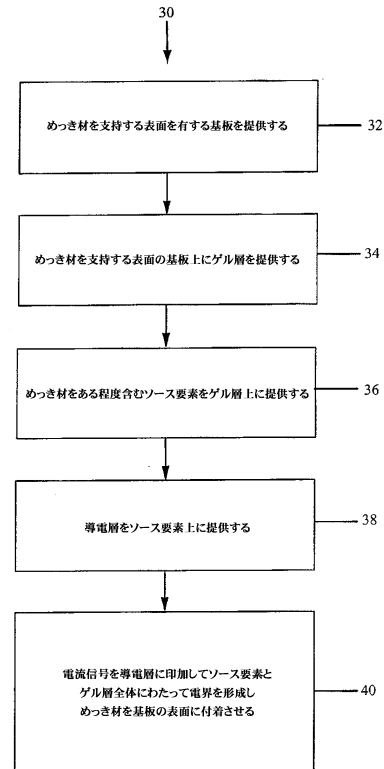 30
めっき材を支持する表面を有する基板を提供する
32
めっき材を支持する表面の基板上にゲル層を提供する
34
めっき材をある程度含むソース要素をゲル層上に提供する
36
導電層をソース要素上に提供する
38
電流信号を導電層に印加してソース要素と
ゲル層全体にわたって電界を形成し
めっき材を基板の表面に付着させる
40